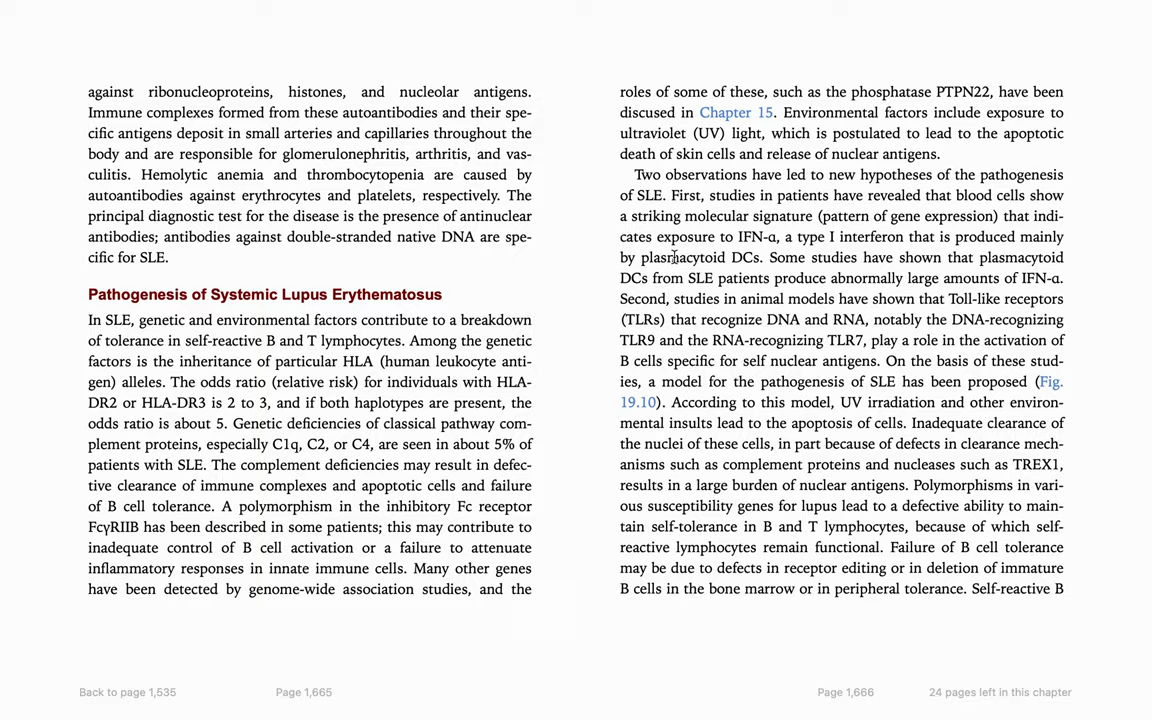 against ribonucleoproteins, histones, and nucleolar antigens.
Immune complexes formed from these autoantibodies and their spe-
cific antigens deposit in small arteries and capillaries throughout the
body and are responsible for glomerulonephritis, arthritis, and vas-
culitis. Hemolytic anemia and thrombocytopenia are caused by
autoantibodies against erythrocytes and platelets, respectively. The
principal diagnostic test for the disease is the presence of antinuclear
antibodies; antibodies against double-stranded native DNA are spe-
cific for SLE.
Pathogenesis of Systemic Lupus Erythematosus
In SLE, genetic and environmental factors contribute to a breakdown
of tolerance in self-reactive B and T lymphocytes. Among the genetic
factors is the inheritance of particular HLA (human leukocyte anti-
gen) alleles. The odds ratio (relative risk) for individuals with HLA-
DR2 or HLA-DR3 is 2 to 3, and if both haplotypes are present, the
odds ratio is about 5. Genetic deficiencies of classical pathway com-
plement proteins, especially C1q, C2, or C4, are seen in about 5% of
patients with SLE. The complement deficiencies may result in defec-
tive clearance of immune complexes and apoptotic cells and failure
of B cell tolerance. A polymorphism in the inhibitory Fc receptor
FcγRIIB has been described in some patients; this may contribute to
inadequate control of B cell activation or a failure to attenuate
inflammatory responses in innate immune cells. Many other genes
have been detected by genome-wide association studies, and the
roles of some of these, such as the phosphatase PTPN22, have been
discussed in Chapter 15. Environmental factors include exposure to
ultraviolet (UV) light, which is postulated to lead to the apoptotic
death of skin cells and release of nuclear antigens.
Two observations have led to new hypotheses of the pathogenesis
of SLE. First, studies in patients have revealed that blood cells show
a striking molecular signature (pattern of gene expression) that indi-
cates exposure to IFN-α, a type I interferon that is produced mainly
by plasmacytoid DCs. Some studies have shown that plasmacytoid
DCs from SLE patients produce abnormally large amounts of IFN-α.
Second, studies in animal models have shown that Toll-like receptors
(TLRs) that recognize DNA and RNA, notably the DNA-recognizing
TLR9 and the RNA-recognizing TLR7, play a role in the activation of
B cells specific for self nuclear antigens. On the basis of these stud-
ies, a model for the pathogenesis of SLE has been proposed (Fig.
19.10). According to this model, UV irradiation and other environ-
mental insults lead to the apoptosis of cells. Inadequate clearance of
the nuclei of these cells, in part because of defects in clearance mech-
anisms such as complement proteins and nucleases such as TREX1,
results in a large burden of nuclear antigens. Polymorphisms in vari-
ous susceptibility genes for lupus lead to a defective ability to main-
tain self-tolerance in B and T lymphocytes, because of which self-
reactive lymphocytes remain functional. Failure of B cell tolerance
may be due to defects in receptor editing or in deletion of immature
B cells in the bone marrow or in peripheral tolerance. Self-reactive B
Back to page 1,535
Page 1,665
Page 1,666
24 pages left in this chapter